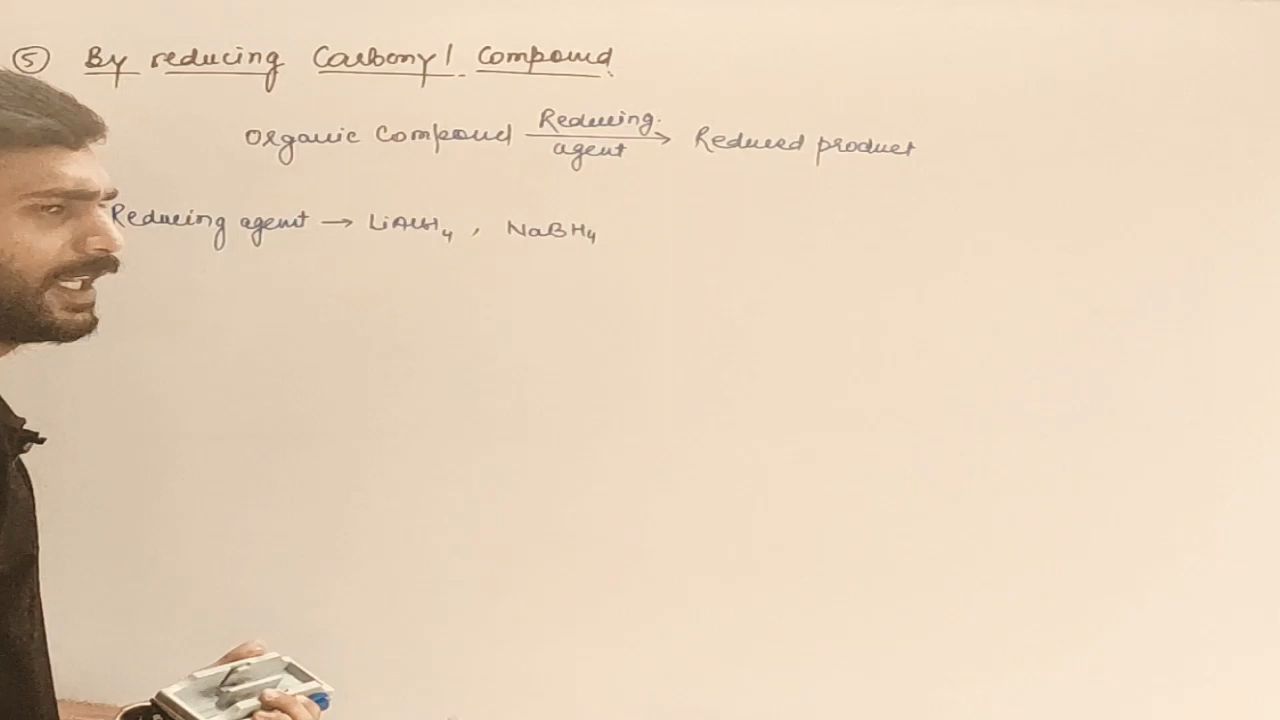 ⑤ By reducing Carbonyl Compound
Organic Compound Reducing agent → Reduced product
Reducing agent → LiAlH4 , NaBH4